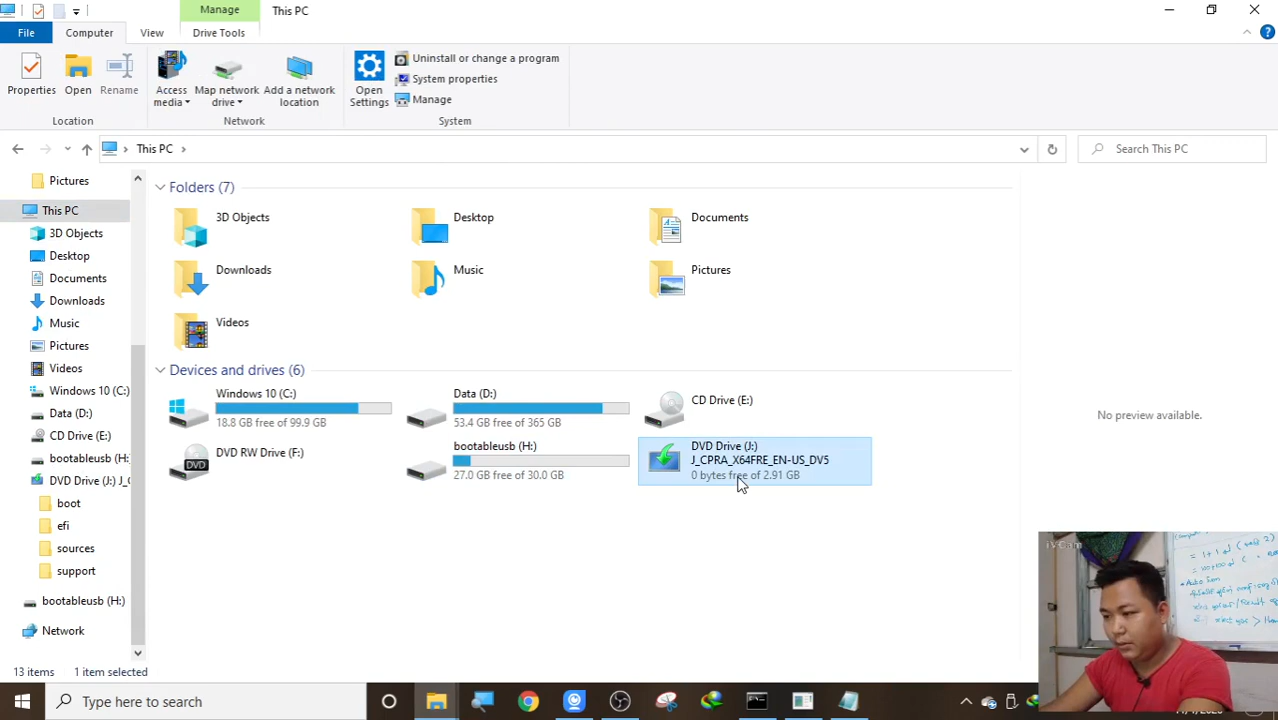 Manage
This PC
File
Computer
View
Drive Tools
Properties
Open
Rename
Location
Access media
Map network drive
Add a network location
Network
Open Settings
Uninstall or change a program
System properties
Manage
System
This PC
Search This PC
Pictures
This PC
3D Objects
Desktop
Documents
Downloads
Music
Pictures
Videos
Windows 10 (C:)
Data (D:)
CD Drive (E:)
bootableusb (H:)
DVD Drive (J:) J_C
boot
efi
sources
support
bootableusb (H:)
Network
Folders (7)
3D Objects
Desktop
Documents
Downloads
Music
Pictures
Videos
Devices and drives (6)
Windows 10 (C:)
18.8 GB free of 99.9 GB
Data (D:)
53.4 GB free of 365 GB
CD Drive (E:)
DVD
DVD RW Drive (F:)
bootableusb (H:)
27.0 GB free of 30.0 GB
DVD Drive (J:)
J_CPRA_X64FRE_EN-US_DV5
0 bytes free of 2.91 GB
No preview available.
iVCam
13 items
1 item selected
Type here to search